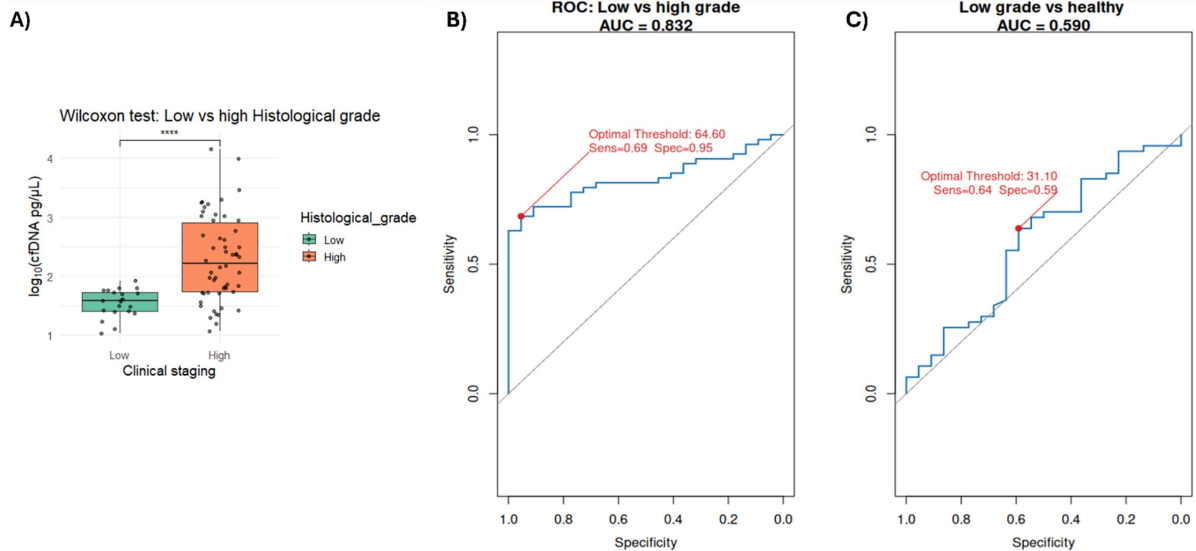 A)
Wilcoxon test: Low vs high Histological grade
****
4
3
2
1
log10(cfDNA pg/µL)
Low
High
Clinical staging
Histological_grade
Low
High
B)
ROC: Low vs high grade
AUC = 0.832
Optimal Threshold: 64.60
Sens=0.69 Spec=0.95
Sensitivity
1.0
0.5
0.0
1.0 0.8 0.6 0.4 0.2 0.0
Specificity
C)
Low grade vs healthy
AUC = 0.590
Optimal Threshold: 31.10
Sens=0.64 Spec=0.59
Sensitivity
1.0
0.5
0.0
1.0 0.8 0.6 0.4 0.2 0.0
Specificity